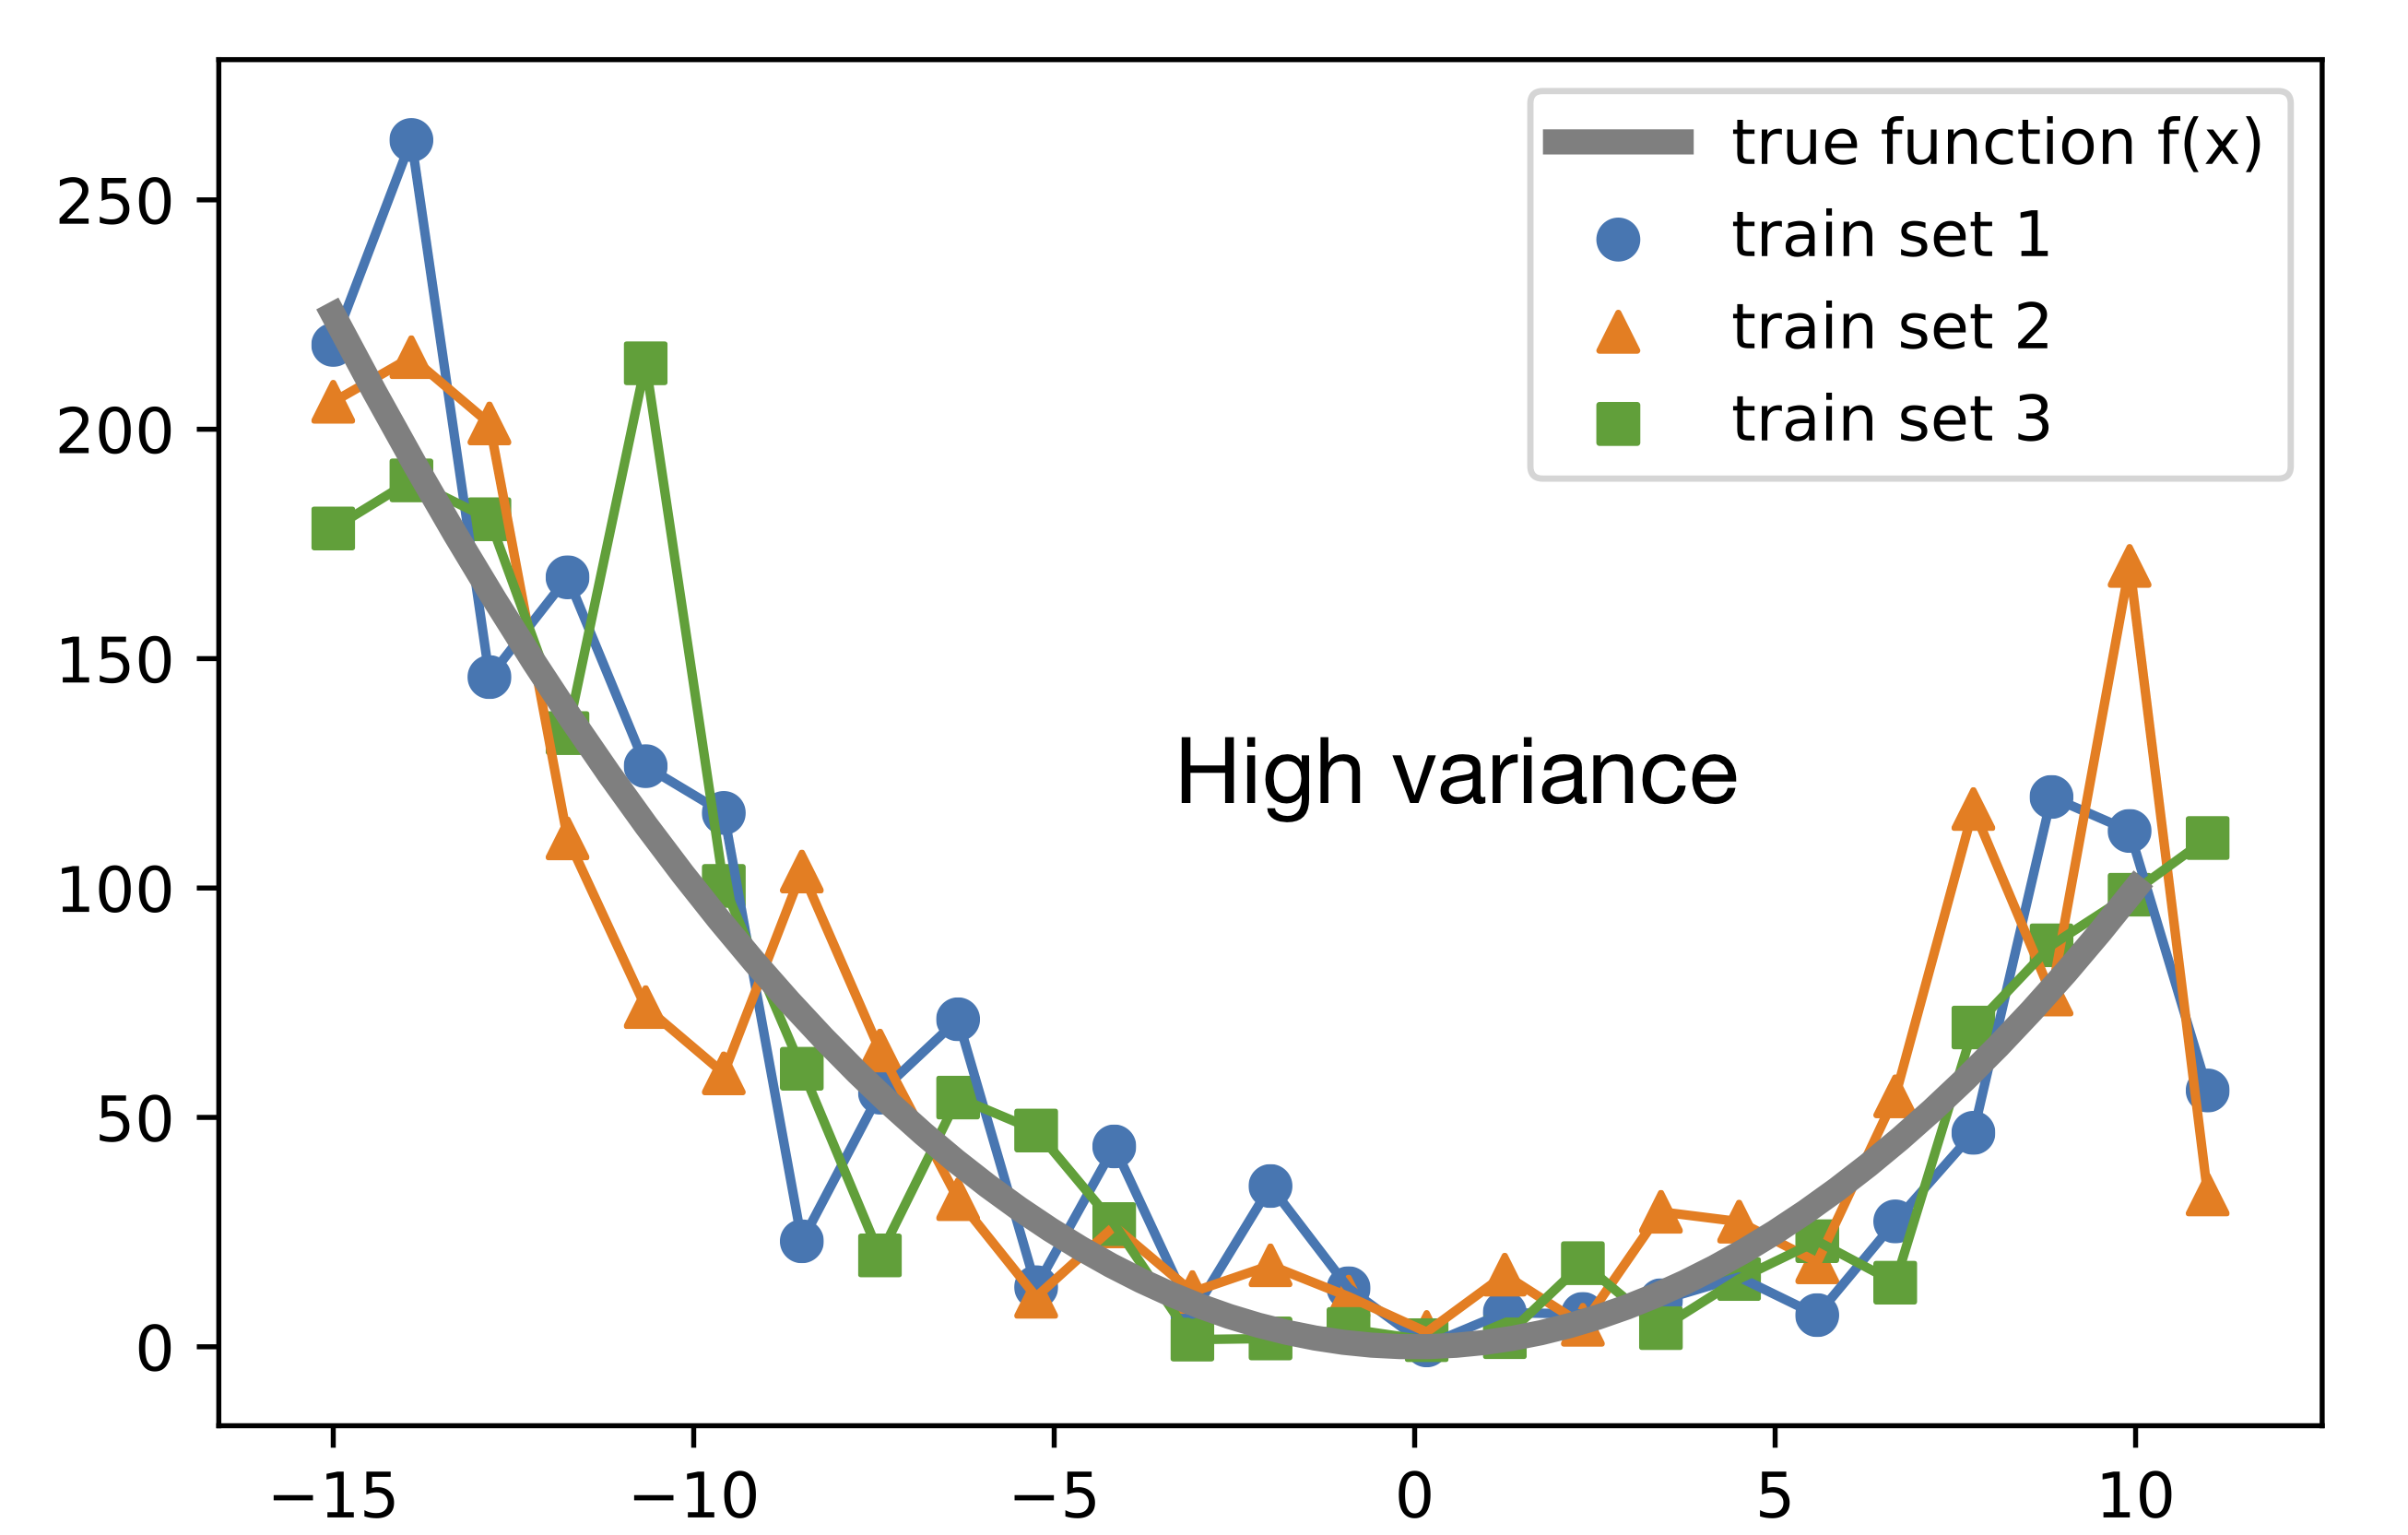 true function f(x)
train set 1
train set 2
train set 3
High variance
250
200
150
100
50
0
−15 −10 −5 0 5 10